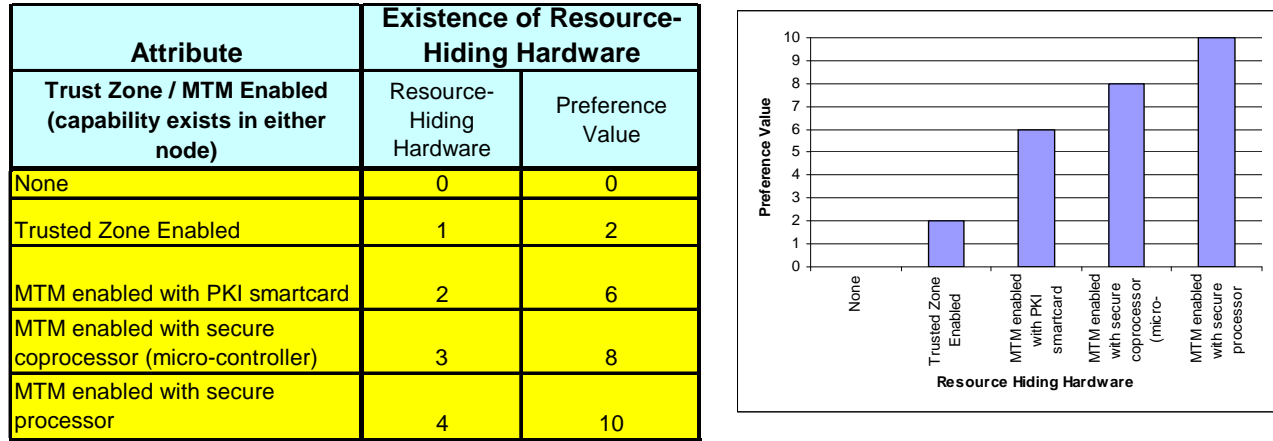 Attribute
Existence of Resource-
Hiding Hardware
Trust Zone / MTM Enabled
(capability exists in either
node)
Resource-
Hiding
Hardware
Preference
Value
None 0 0
Trusted Zone Enabled 1 2
MTM enabled with PKI smartcard 2 6
MTM enabled with secure
coprocessor (micro-controller) 3 8
MTM enabled with secure
processor 4 10
Preference Value
10
9
8
7
6
5
4
3
2
1
0
None
Trusted Zone
Enabled
MTM enabled
with PKI
smartcard
MTM enabled
with secure
coprocessor
(micro-
MTM enabled
with secure
processor
Resource Hiding Hardware